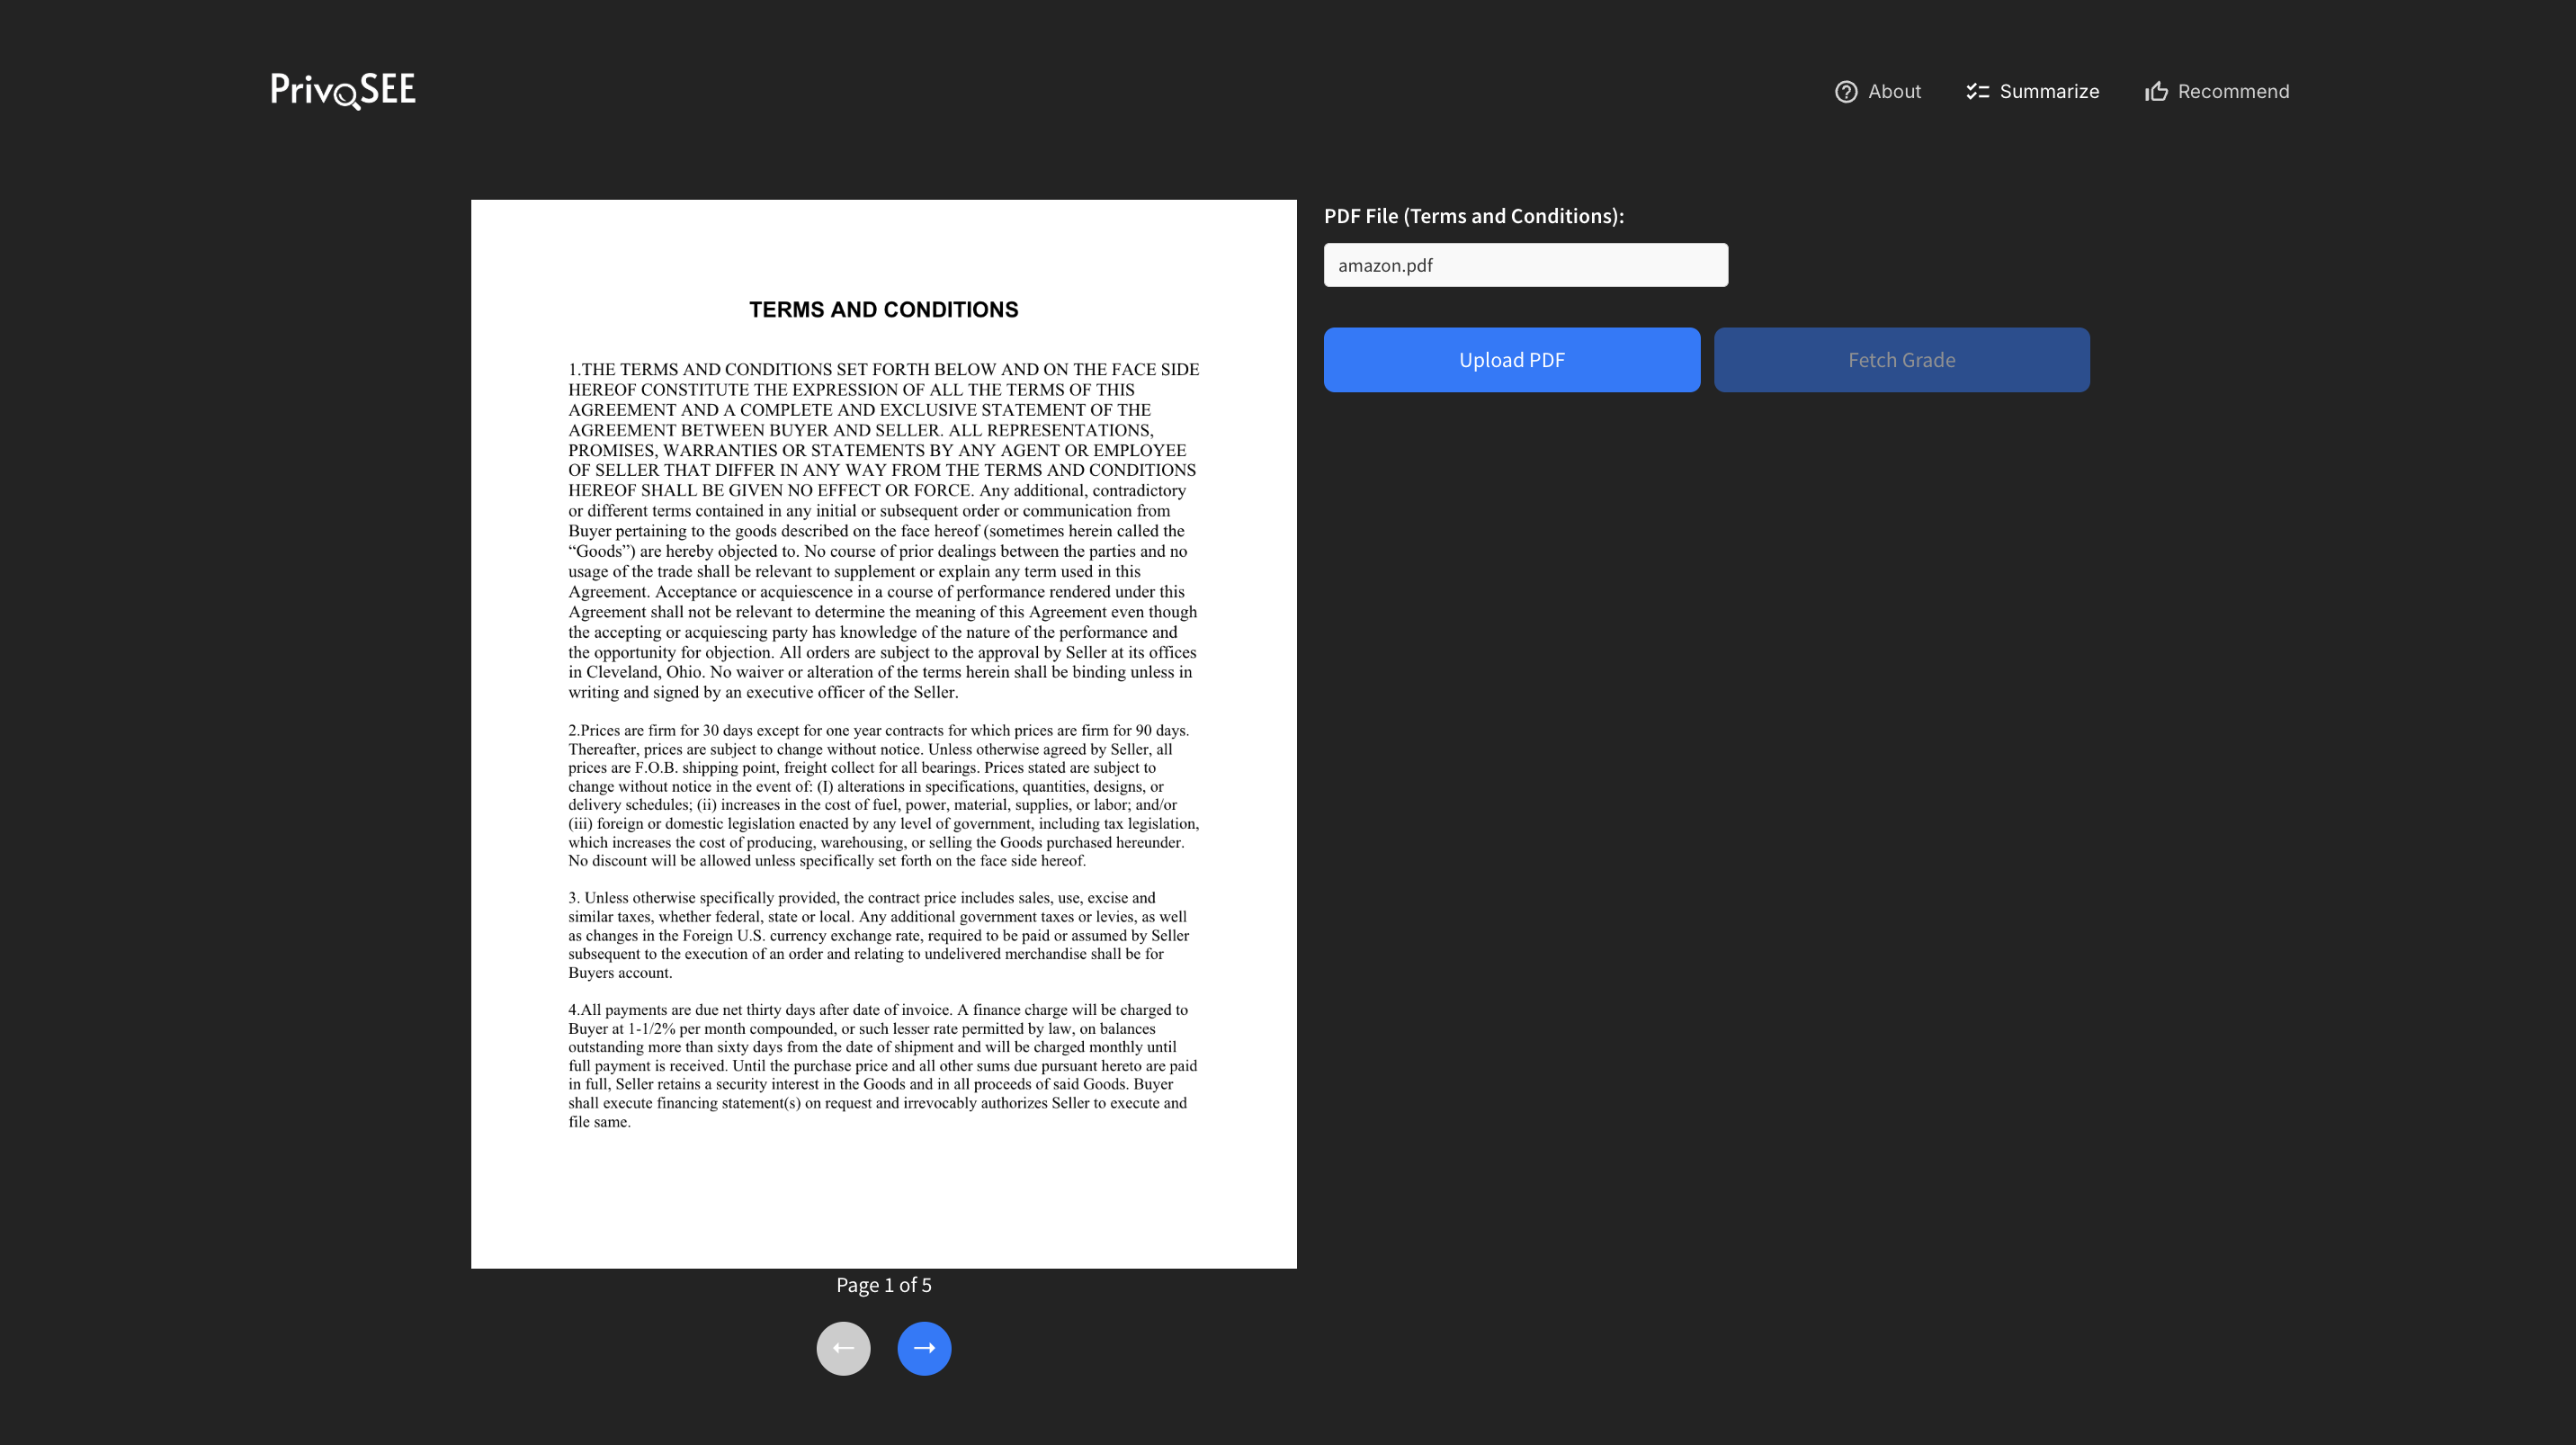 PrivoSEE
About
Summarize
Recommend
TERMS AND CONDITIONS
1.THE TERMS AND CONDITIONS SET FORTH BELOW AND ON THE FACE SIDE
HEREOF CONSTITUTE THE EXPRESSION OF ALL THE TERMS OF THIS
AGREEMENT AND A COMPLETE AND EXCLUSIVE STATEMENT OF THE
AGREEMENT BETWEEN BUYER AND SELLER. ALL REPRESENTATIONS,
PROMISES, WARRANTIES OR STATEMENTS BY ANY AGENT OR EMPLOYEE
OF SELLER THAT DIFFER IN ANY WAY FROM THE TERMS AND CONDITIONS
HEREOF SHALL BE GIVEN NO EFFECT OR FORCE. Any additional, contradictory
or different terms contained in any initial or subsequent order or communication from
Buyer pertaining to the goods described on the face hereof (sometimes herein called the
“Goods”) are hereby objected to. No course of prior dealings between the parties and no
usage of the trade shall be relevant to supplement or explain any term used in this
Agreement. Acceptance or acquiescence in a course of performance rendered under this
Agreement shall not be relevant to determine the meaning of this Agreement even though
the accepting or acquiescing party has knowledge of the nature of the performance and
the opportunity for objection. All orders are subject to the approval by Seller at its offices
in Cleveland, Ohio. No waiver or alteration of the terms herein shall be binding unless in
writing and signed by an executive officer of the Seller.
2.Prices are firm for 30 days except for one year contracts for which prices are firm for 90 days.
Thereafter, prices are subject to change without notice. Unless otherwise agreed by Seller, all
prices are F.O.B. shipping point, freight collect for all bearings. Prices stated are subject to
change without notice in the event of: (I) alterations in specifications, quantities, designs, or
delivery schedules; (ii) increases in the cost of fuel, power, material, supplies, or labor; and/or
(iii) foreign or domestic legislation enacted by any level of government, including tax legislation,
which increases the cost of producing, warehousing, or selling the Goods purchased hereunder.
No discount will be allowed unless specifically set forth on the face side hereof.
3. Unless otherwise specifically provided, the contract price includes sales, use, excise and
similar taxes, whether federal, state or local. Any additional government taxes or levies, as well
as changes in the Foreign U.S. currency exchange rate, required to be paid or assumed by Seller
subsequent to the execution of an order and relating to undelivered merchandise shall be for
Buyers account.
4.All payments are due net thirty days after date of invoice. A finance charge will be charged to
Buyer at 1-1/2% per month compounded, or such lesser rate permitted by law, on balances
outstanding more than sixty days from the date of shipment and will be charged monthly until
full payment is received. Until the purchase price and all other sums due pursuant hereto are paid
in full, Seller retains a security interest in the Goods and in all proceeds of said Goods. Buyer
shall execute financing statement(s) on request and irrevocably authorizes Seller to execute and
file same.
Page 1 of 5
PDF File (Terms and Conditions):
amazon.pdf
Upload PDF
Fetch Grade